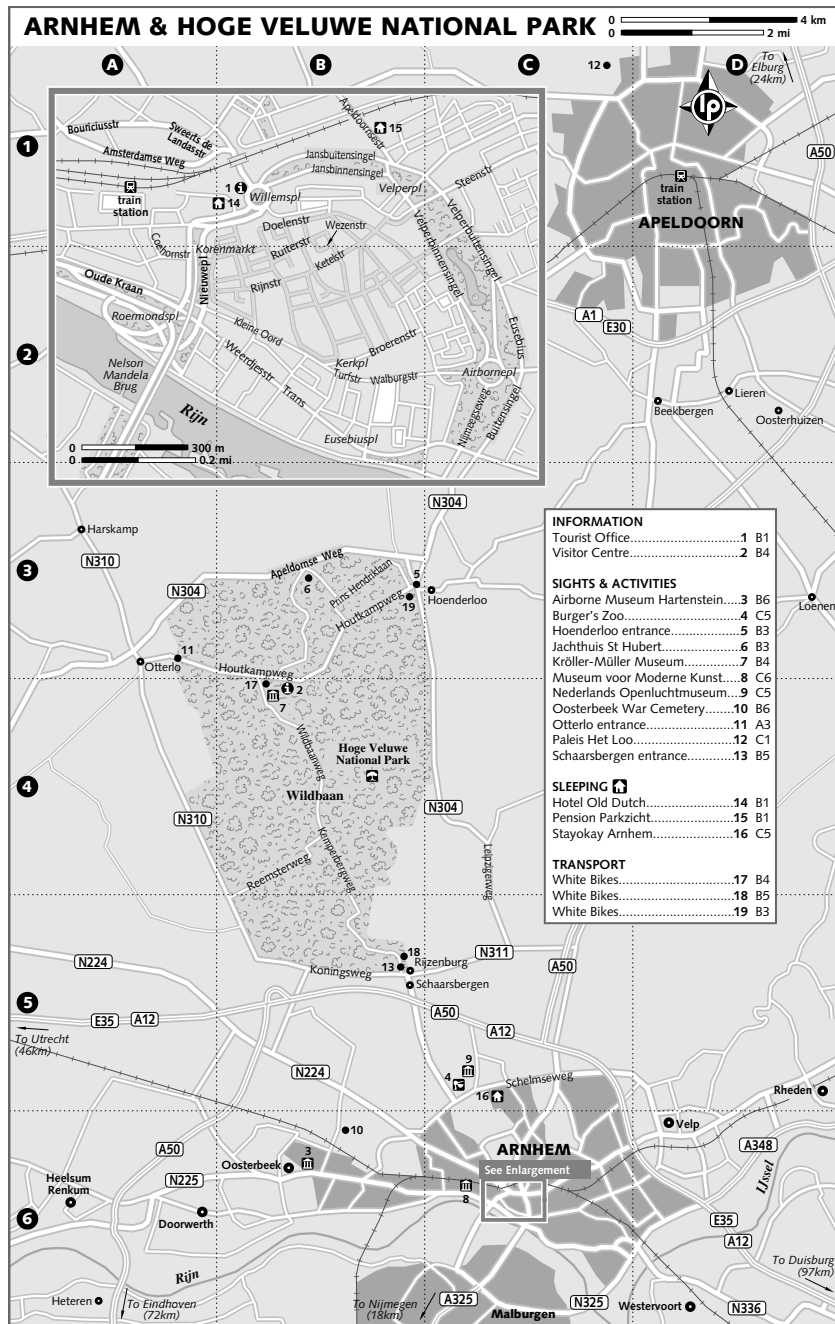 ARNHEM & HOGE VELUWE NATIONAL PARK
0 4 km
0 2 mi
A
B
C
D
12
To
Elburg
(24km)
lp
1
Bouriciusstr
Sweerts de
Landasstr
Amsterdamse Weg
Apeldoornsestr
15
Jansbuitensingel
Jansbinnensingel
Velperpl
Steenstr
1
Willemspl
14
train
station
Doelenstr
Wezenstr
Coehornstr
Korenmarkt
Ruiterstr
Ketelstr
Velperbinnensingel
Velperbuitensingel
Nieuwepl
Rijnstr
Oude Kraan
Roermondspl
Kleine Oord
Weerdjesstr
Trans
Broerenstr
Kerkpl
Turfstr
Walburgstr
Airbornepl
Eusebius
Buitensingel
Nijmeegseweg
Nelson
Mandela
Brug
Rijn
Eusebiuspl
0 300 m
0 0.2 mi
A50
train
station
APELDOORN
A1
E30
2
Beekbergen
Lieren
Oosterhuizen
N304
Harskamp
N310
3
N304
Apeldornse Weg
6
Prins Hendriklaan
5
19
Hoenderloo
Houtkampweg
Loenen
11
Otterlo
Houtkampweg
17
2
7
Wildbaanweg
Hoge Veluwe
National Park
4
Wildbaan
N310
N304
Kemperbergweg
Reemsterweg
Leipzigerweg
INFORMATION
Tourist Office 1 B1
Visitor Centre 2 B4
SIGHTS & ACTIVITIES
Airborne Museum Hartenstein 3 B6
Burger's Zoo 4 C5
Hoenderloo entrance 5 B3
Jachthuis St Hubert 6 B3
Kröller-Müller Museum 7 B4
Museum voor Moderne Kunst 8 C6
Nederlands Openluchtmuseum 9 C5
Oosterbeek War Cemetery 10 B6
Otterlo entrance 11 A3
Paleis Het Loo 12 C1
Schaarsbergen entrance 13 B5
SLEEPING
Hotel Old Dutch 14 B1
Pension Parkzicht 15 B1
Stayokay Arnhem 16 C5
TRANSPORT
White Bikes 17 B4
White Bikes 18 B5
White Bikes 19 B3
N224
18
Rijzenburg
13
Koningsweg
Schaarsbergen
N311
A50
5
E35
A12
A50
A12
To Utrecht
(46km)
N224
9
4
Schelmseweg
16
Rheden
10
Velp
A50
ARNHEM
A348
3
Oosterbeek
N225
See Enlargement
IJssel
Heelsum
Renkum
8
6
Doorwerth
E35
A12
To Duisburg
(97km)
Rijn
Heteren
To Eindhoven
(72km)
To Nijmegen
(18km)
A325
Malburgen
N325
Westervoort
N336